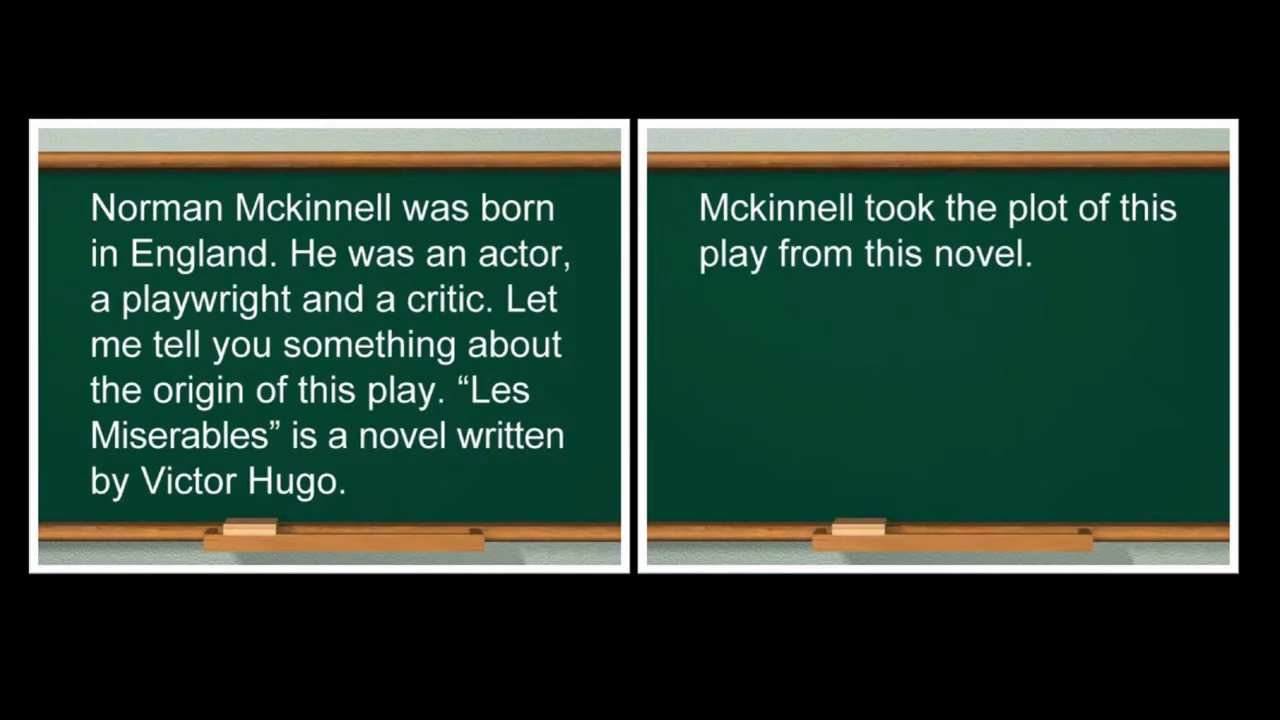 Norman Mckinnell was born
in England. He was an actor,
a playwright and a critic. Let
me tell you something about
the origin of this play. “Les
Miserables” is a novel written
by Victor Hugo.
Mckinnell took the plot of this
play from this novel.